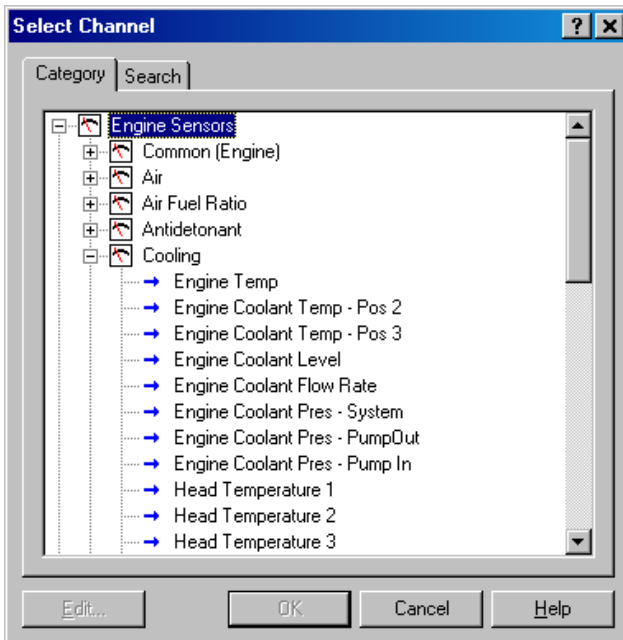 Select Channel
Category Search
Engine Sensors
Common (Engine)
Air
Air Fuel Ratio
Antidetonant
Cooling
Engine Temp
Engine Coolant Temp - Pos 2
Engine Coolant Temp - Pos 3
Engine Coolant Level
Engine Coolant Flow Rate
Engine Coolant Pres - System
Engine Coolant Pres - PumpOut
Engine Coolant Pres - Pump In
Head Temperature 1
Head Temperature 2
Head Temperature 3
Edit... OK Cancel Help